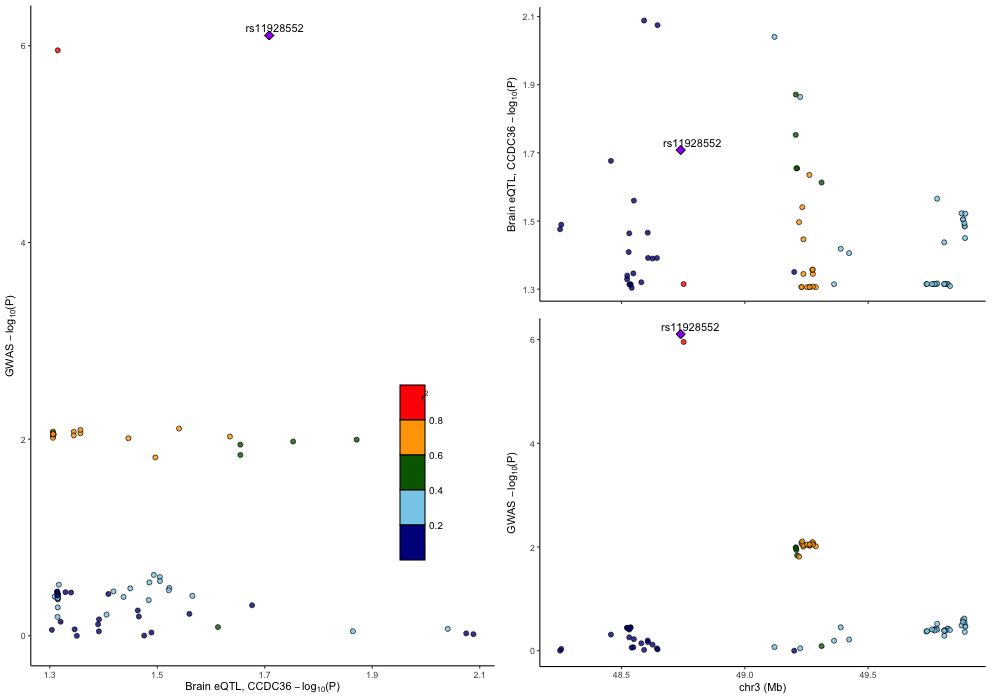 rs11928552
6
4
2
0
GWAS − log10(P)
1.3
1.5
1.7
1.9
2.1
Brain eQTL, CCDC36 − log10(P)
r2
0.8
0.6
0.4
0.2
rs11928552
2.1
1.9
1.7
1.5
1.3
Brain eQTL, CCDC36 − log10(P)
rs11928552
6
4
2
0
GWAS − log10(P)
48.5
49.0
49.5
chr3 (Mb)